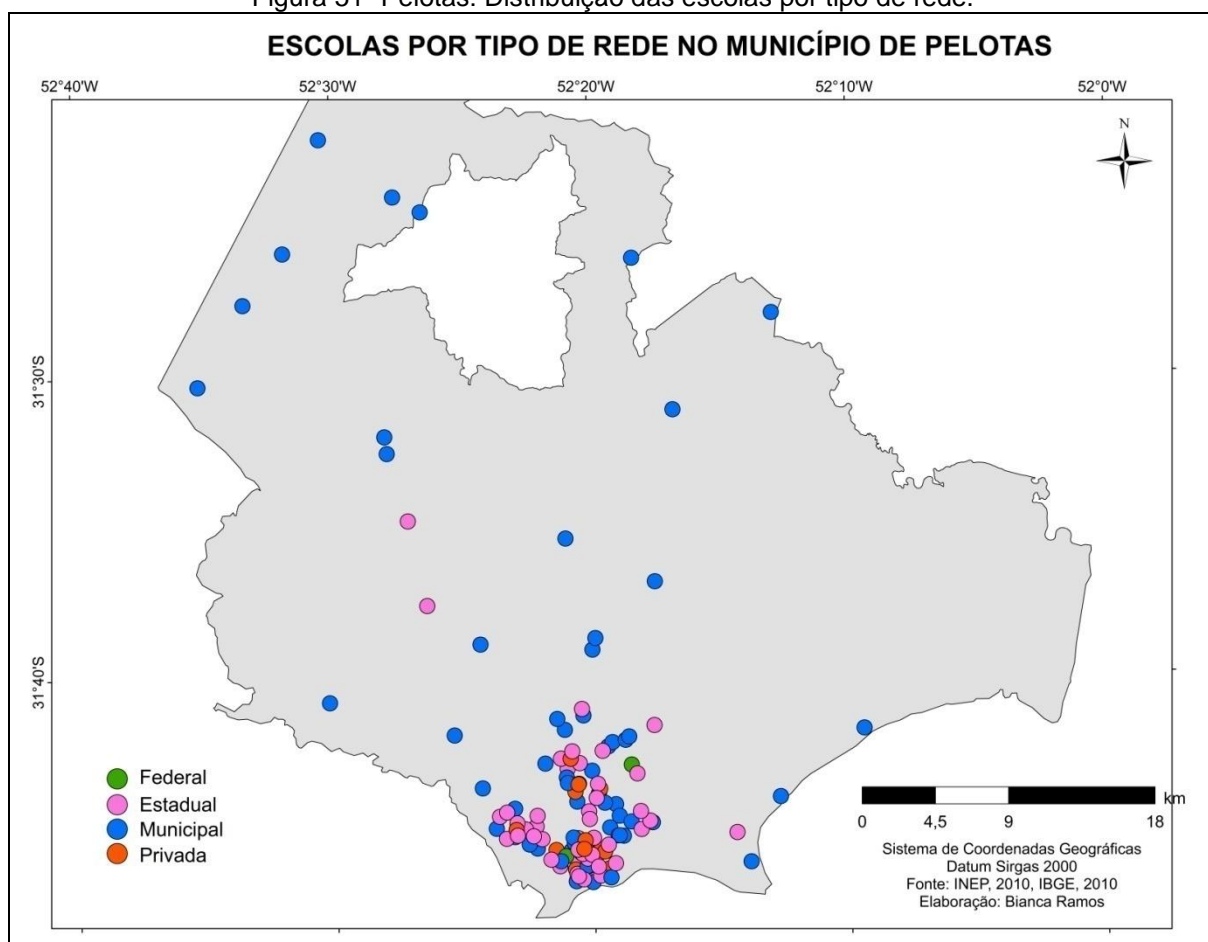 Figura 31- Pelotas: Distribuição das escolas por tipo de rede.
ESCOLAS POR TIPO DE REDE NO MUNICÍPIO DE PELOTAS
52°40'W 52°30'W 52°20'W 52°10'W 52°0'W
N
31°30'S
31°40'S
Federal
Estadual
Municipal
Privada
km
0 4,5 9 18
Sistema de Coordenadas Geográficas
Datum Sirgas 2000
Fonte: INEP, 2010, IBGE, 2010
Elaboração: Bianca Ramos